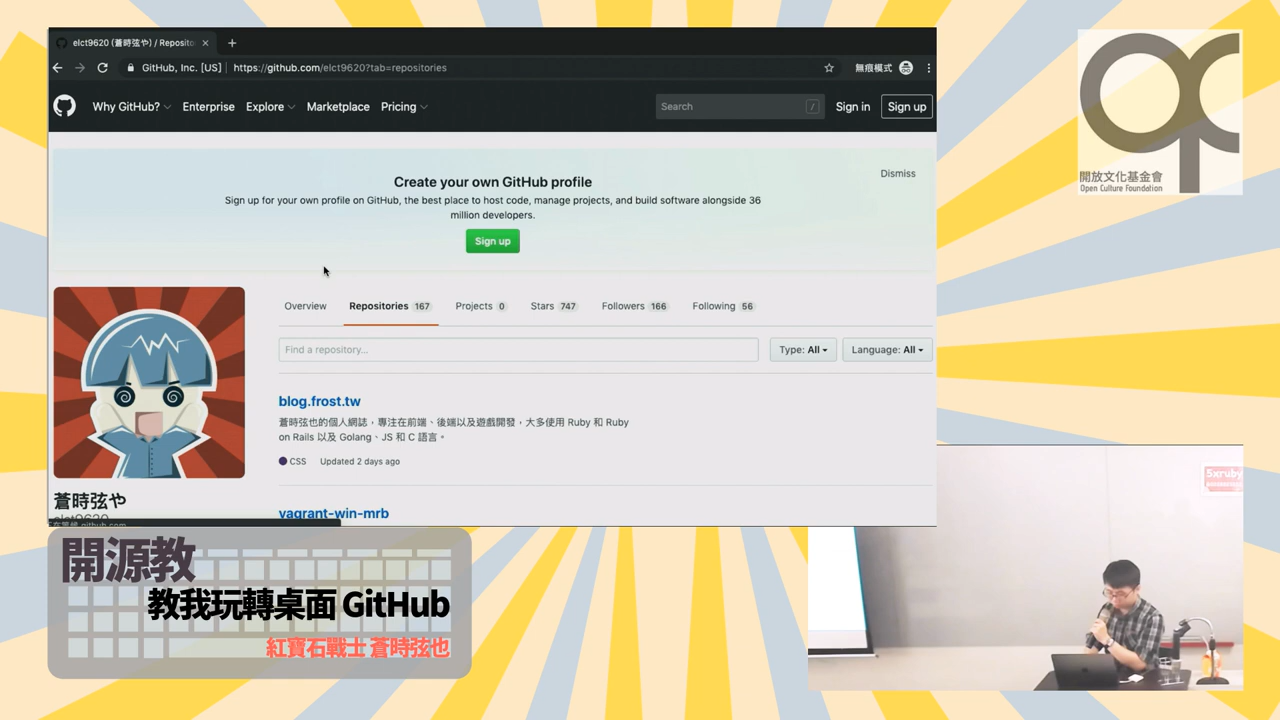 elct9620 (蒼時弦や) / Reposito
GitHub, Inc. [US] https://github.com/elct9620?tab=repositories
無痕模式
Why GitHub? Enterprise Explore Marketplace Pricing
Search /
Sign in Sign up
Dismiss
Create your own GitHub profile
Sign up for your own profile on GitHub, the best place to host code, manage projects, and build software alongside 36
million developers.
Sign up
Overview Repositories 167 Projects 0 Stars 747 Followers 166 Following 56
Find a repository... Type: All Language: All
blog.frost.tw
蒼時弦也的個人網誌，專注在前端、後端以及遊戲開發，大多使用 Ruby 和 Ruby
on Rails 以及 Golang、JS 和 C 語言。
CSS Updated 2 days ago
蒼時弦や
elct9620
vagrant-win-mrb
開放文化基金會
Open Culture Foundation
5xruby
開源教
教我玩轉桌面 GitHub
紅寶石戰士 蒼時弦也